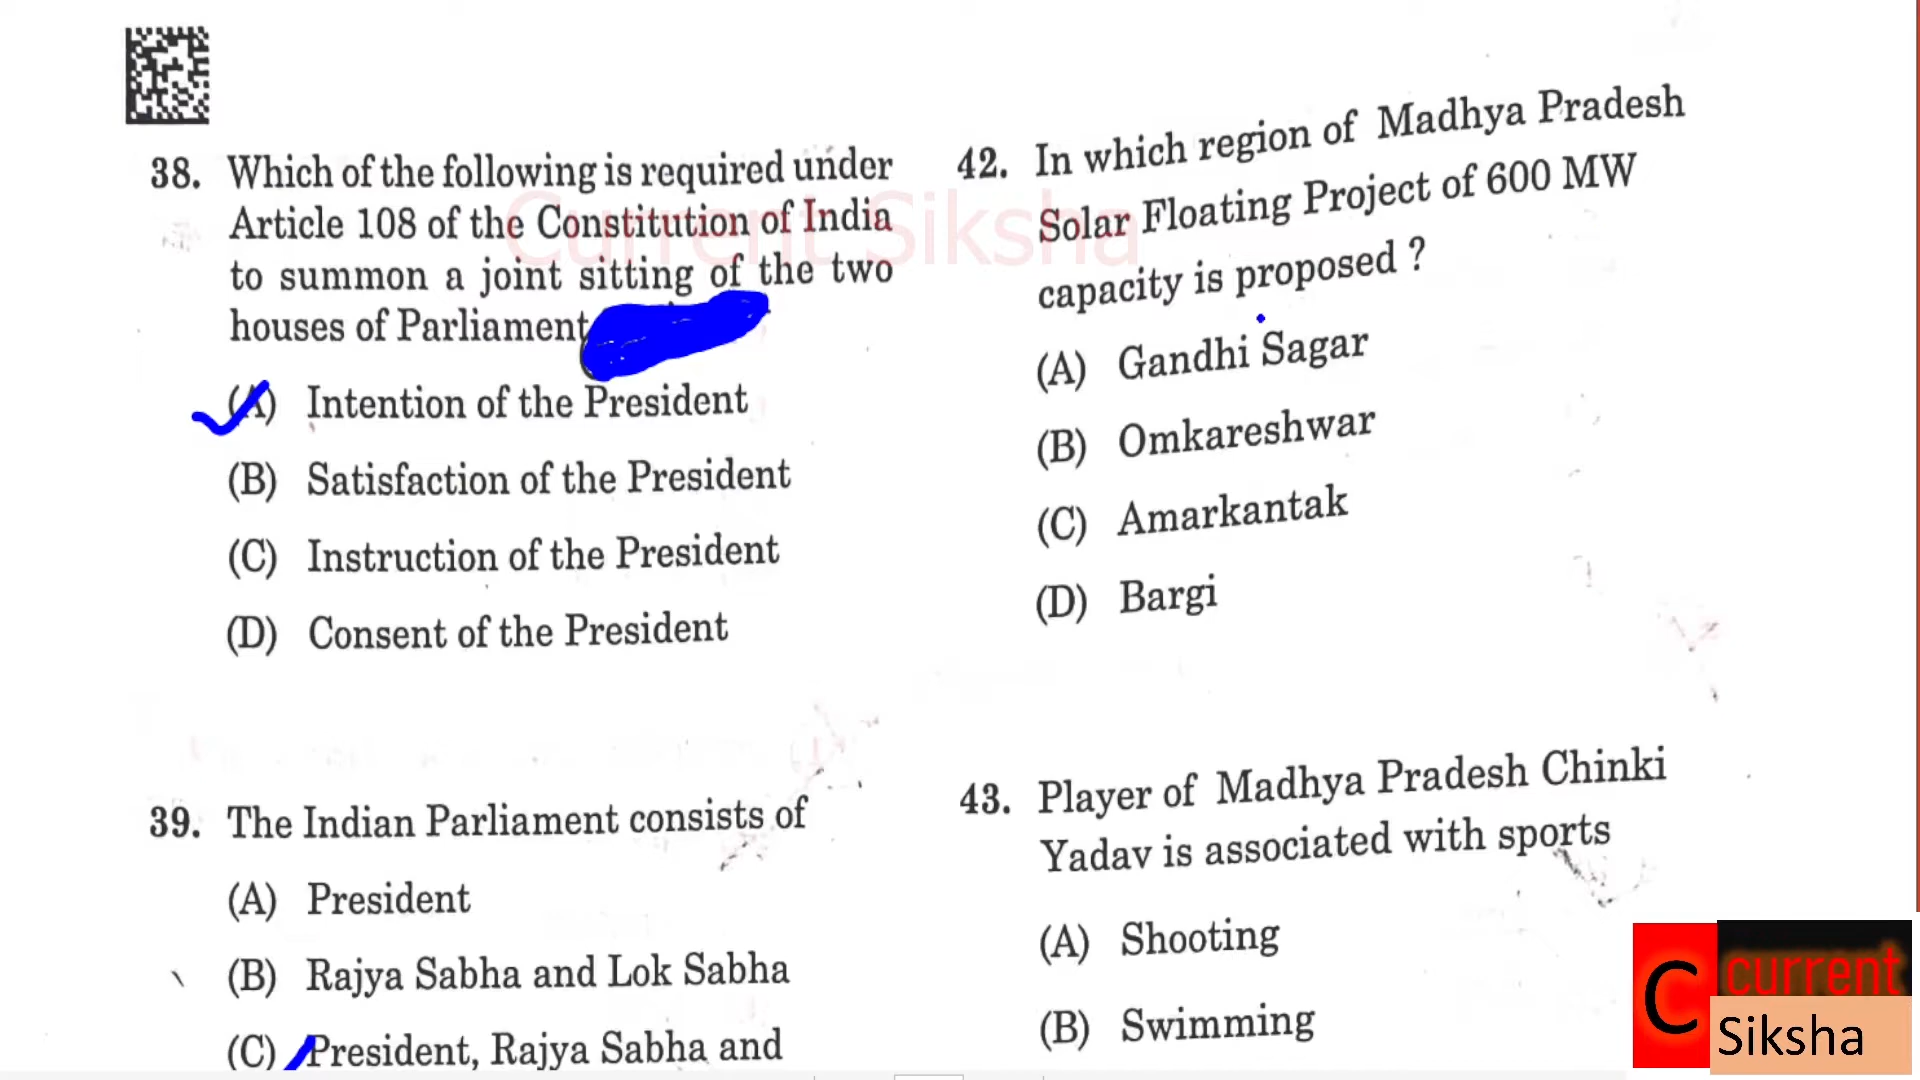 38. Which of the following is required under
Article 108 of the Constitution of India
to summon a joint sitting of the two
houses of Parliament
(A) Intention of the President
(B) Satisfaction of the President
(C) Instruction of the President
(D) Consent of the President
39. The Indian Parliament consists of
(A) President
(B) Rajya Sabha and Lok Sabha
(C) President, Rajya Sabha and
42. In which region of Madhya Pradesh
Solar Floating Project of 600 MW
capacity is proposed ?
(A) Gandhi Sagar
(B) Omkareshwar
(C) Amarkantak
(D) Bargi
43. Player of Madhya Pradesh Chinki
Yadav is associated with sports
(A) Shooting
(B) Swimming
Current Siksha
C current
Siksha